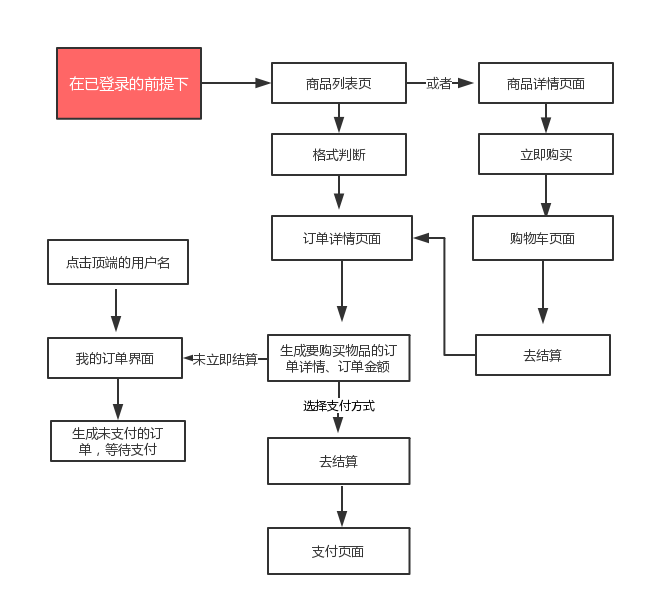 在已登录的前提下
商品列表页
或者
商品详情页面
格式判断
立即购买
订单详情页面
购物车页面
点击顶端的用户名
我的订单界面
未立即结算
生成要购买物品的订
单详情、订单金额
去结算
选择支付方式
生成未支付的订
单，等待支付
去结算
支付页面